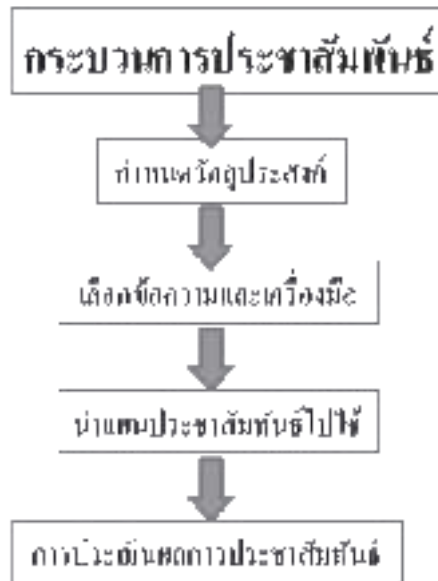 กระบวนการประชาสัมพันธ์
กำหนดวัตถุประสงค์
เลือกข้อความและเครื่องมือ
นำแผนประชาสัมพันธ์ไปใช้
การประเมินผลการประชาสัมพันธ์